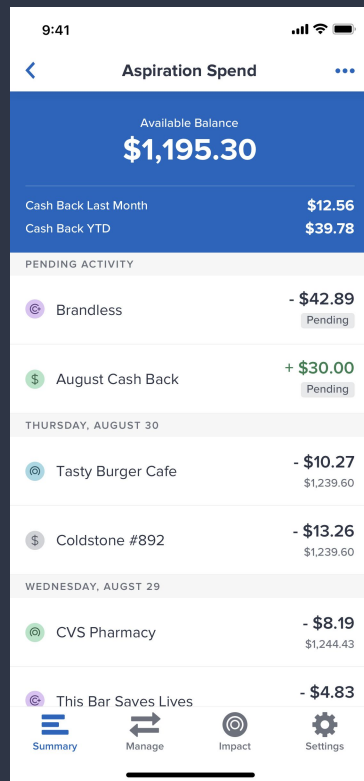 9:41
Aspiration Spend
Available Balance
$1,195.30
Cash Back Last Month $12.56
Cash Back YTD $39.78
PENDING ACTIVITY
Brandless - $42.89
Pending
$ August Cash Back + $30.00
Pending
THURSDAY, AUGUST 30
Tasty Burger Cafe - $10.27
$1,239.60
$ Coldstone #892 - $13.26
$1,239.60
WEDNESDAY, AUGST 29
CVS Pharmacy - $8.19
$1,244.43
This Bar Saves Lives - $4.83
Summary Manage Impact Settings